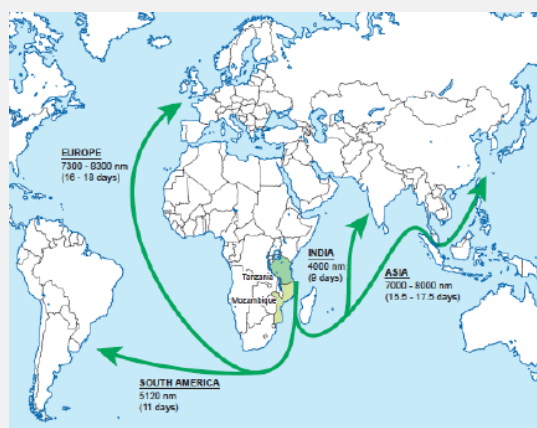 EUROPE
7300 - 8300 nm
(16 - 18 days)
INDIA
4000 nm
(9 days)
Tanzania
Mozambique
ASIA
7000 - 8000 nm
(15.5 - 17.5 days)
SOUTH AMERICA
5120 nm
(11 days)